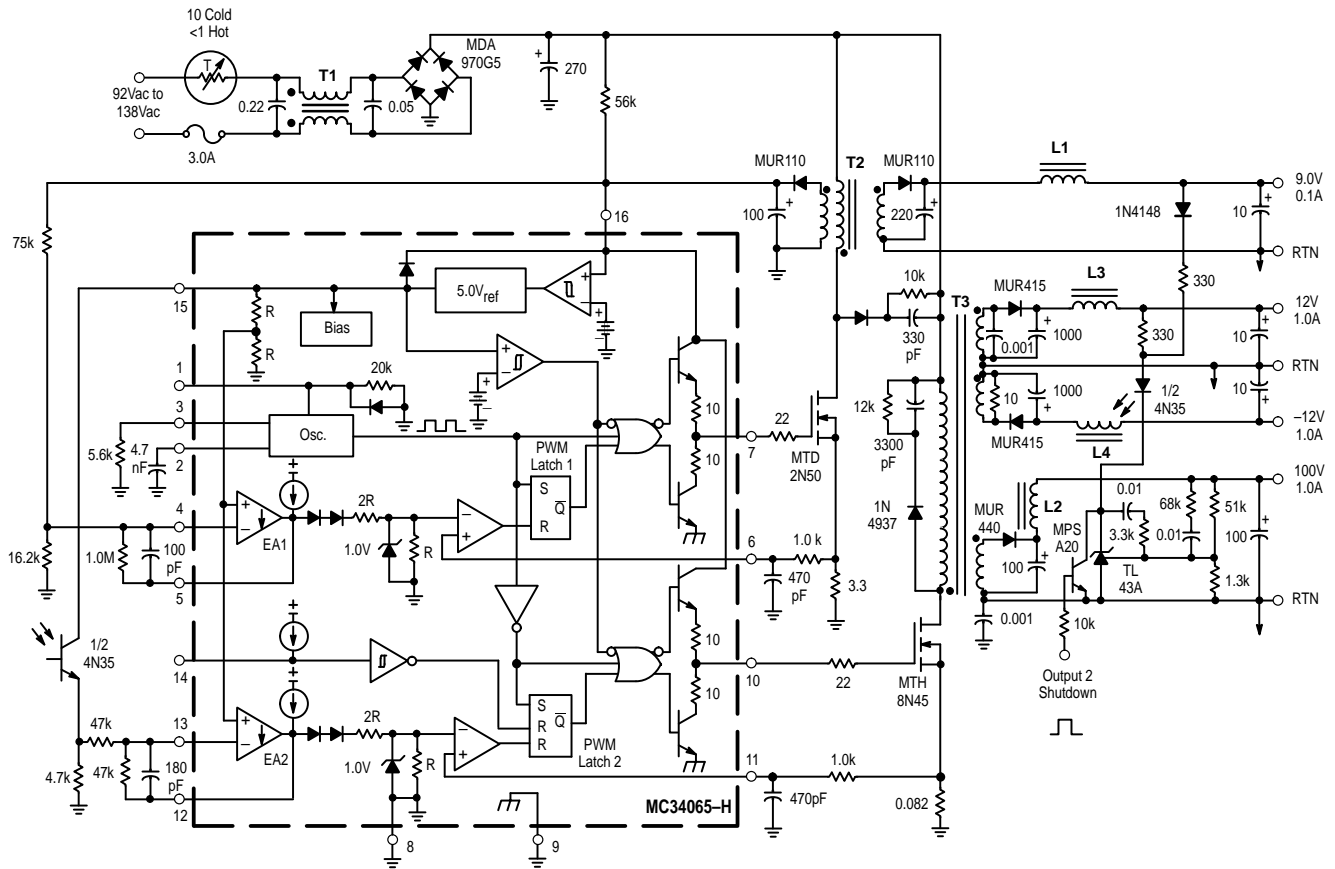 10 Cold
<1 Hot
T
T1
MDA
970G5
92Vac to
138Vac
0.22
0.05
3.0A
+
270
56k
MUR110
T2
MUR110
L1
100
+
220
+
1N4148
10
+
9.0V
0.1A
RTN
330
75k
16
15
R
R
Bias
5.0Vref
+
–
+
–
+
–
+
–
10k
330
pF
T3
MUR415
L3
0.001
+
1000
330
10
+
12V
1.0A
RTN
1
20k
3
Osc.
5.6k
4.7
nF
2
10
10
22
7
MTD
2N50
12k
3300
pF
1N
4937
10
1000
+
MUR415
L4
1/2
4N35
10
+
–12V
1.0A
PWM
Latch 1
S
R
Q
4
+
–
EA1
+
2R
1.0V
R
–
+
16.2k
1.0M
100
pF
5
6
1.0 k
470
pF
3.3
MUR
440
L2
100
+
0.001
MPS
A20
0.01
3.3k
TL
43A
68k
0.01
51k
1.3k
100
+
100V
1.0A
RTN
10k
Output 2
Shutdown
1/2
4N35
14
+
10
10
10
22
MTH
8N45
47k
13
47k
4.7k
180
pF
12
+
–
EA2
+
2R
1.0V
R
–
+
S
R
R
Q
PWM
Latch 2
11
1.0k
470pF
0.082
MC34065–H
8
9